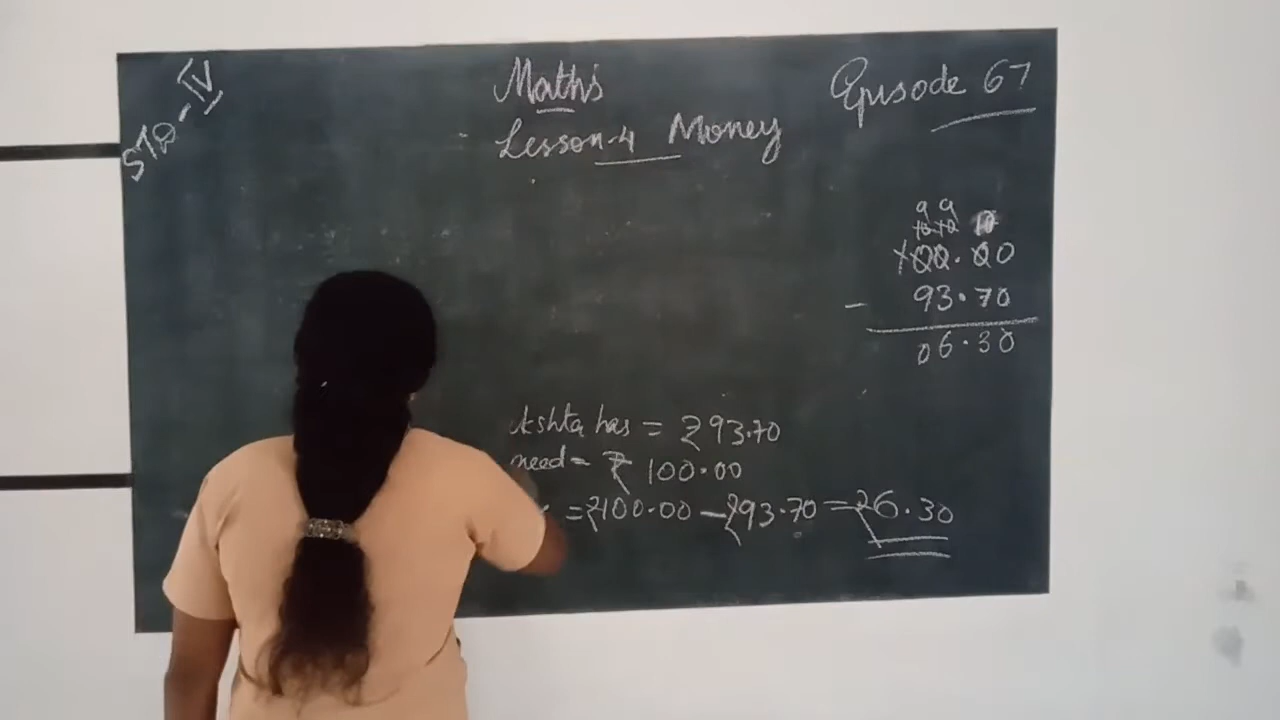 STD - IV
Maths
Episode 67
Lesson-4 Money
9 9
10 10 10
100.00
- 93.70
06.30
Ashta has = ₹93.70
need = ₹ 100.00
= ₹100.00 - ₹93.70 = ₹6.30